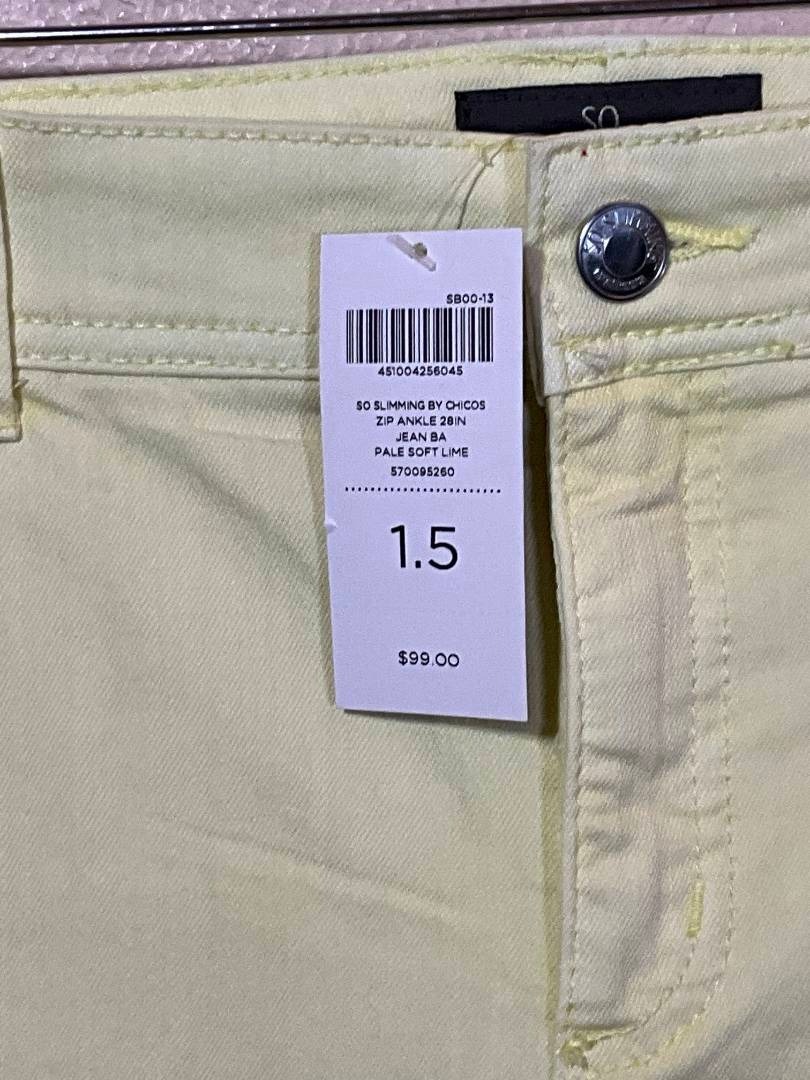 SO
SB00-13
451004256045
SO SLIMMING BY CHICOS
ZIP ANKLE 28IN
JEAN BA
PALE SOFT LIME
570095260
1.5
$99.00